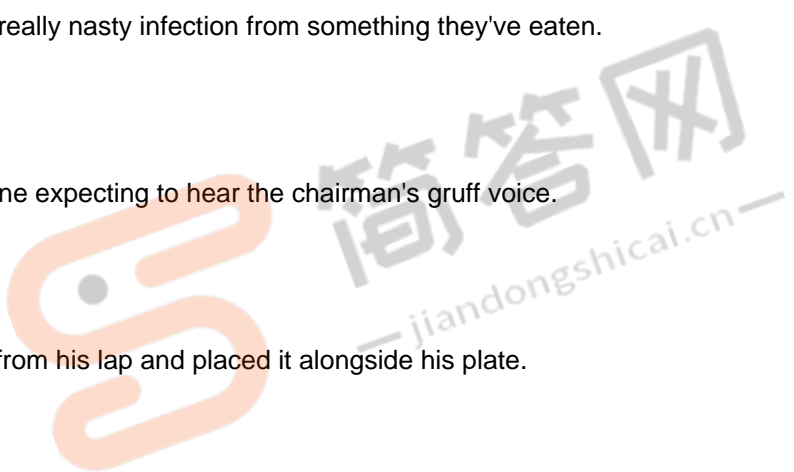 really nasty infection from something they've eaten.
ne expecting to hear the chairman's gruff voice.
from his lap and placed it alongside his plate.
简答网
jiandongshicai.cn